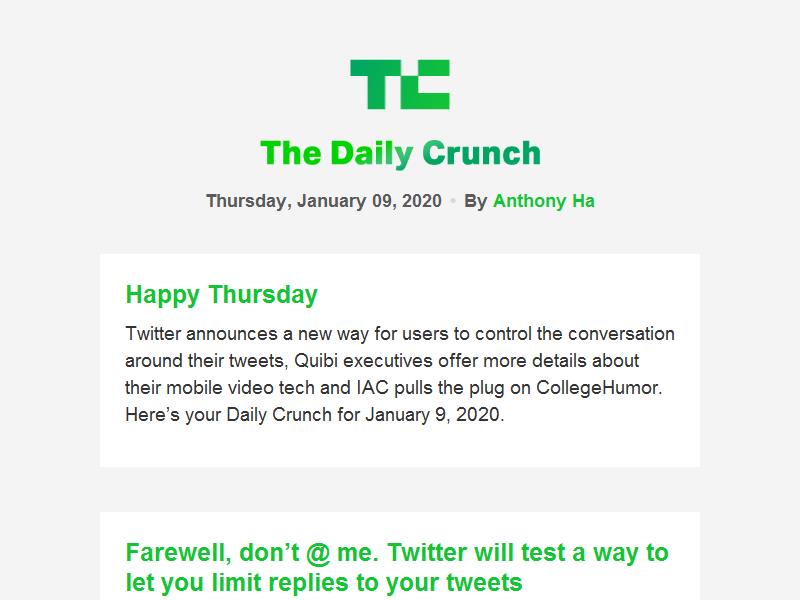 TC
The Daily Crunch
Thursday, January 09, 2020 • By Anthony Ha
Happy Thursday
Twitter announces a new way for users to control the conversation
around their tweets, Quibi executives offer more details about
their mobile video tech and IAC pulls the plug on CollegeHumor.
Here’s your Daily Crunch for January 9, 2020.
Farewell, don’t @ me. Twitter will test a way to
let you limit replies to your tweets